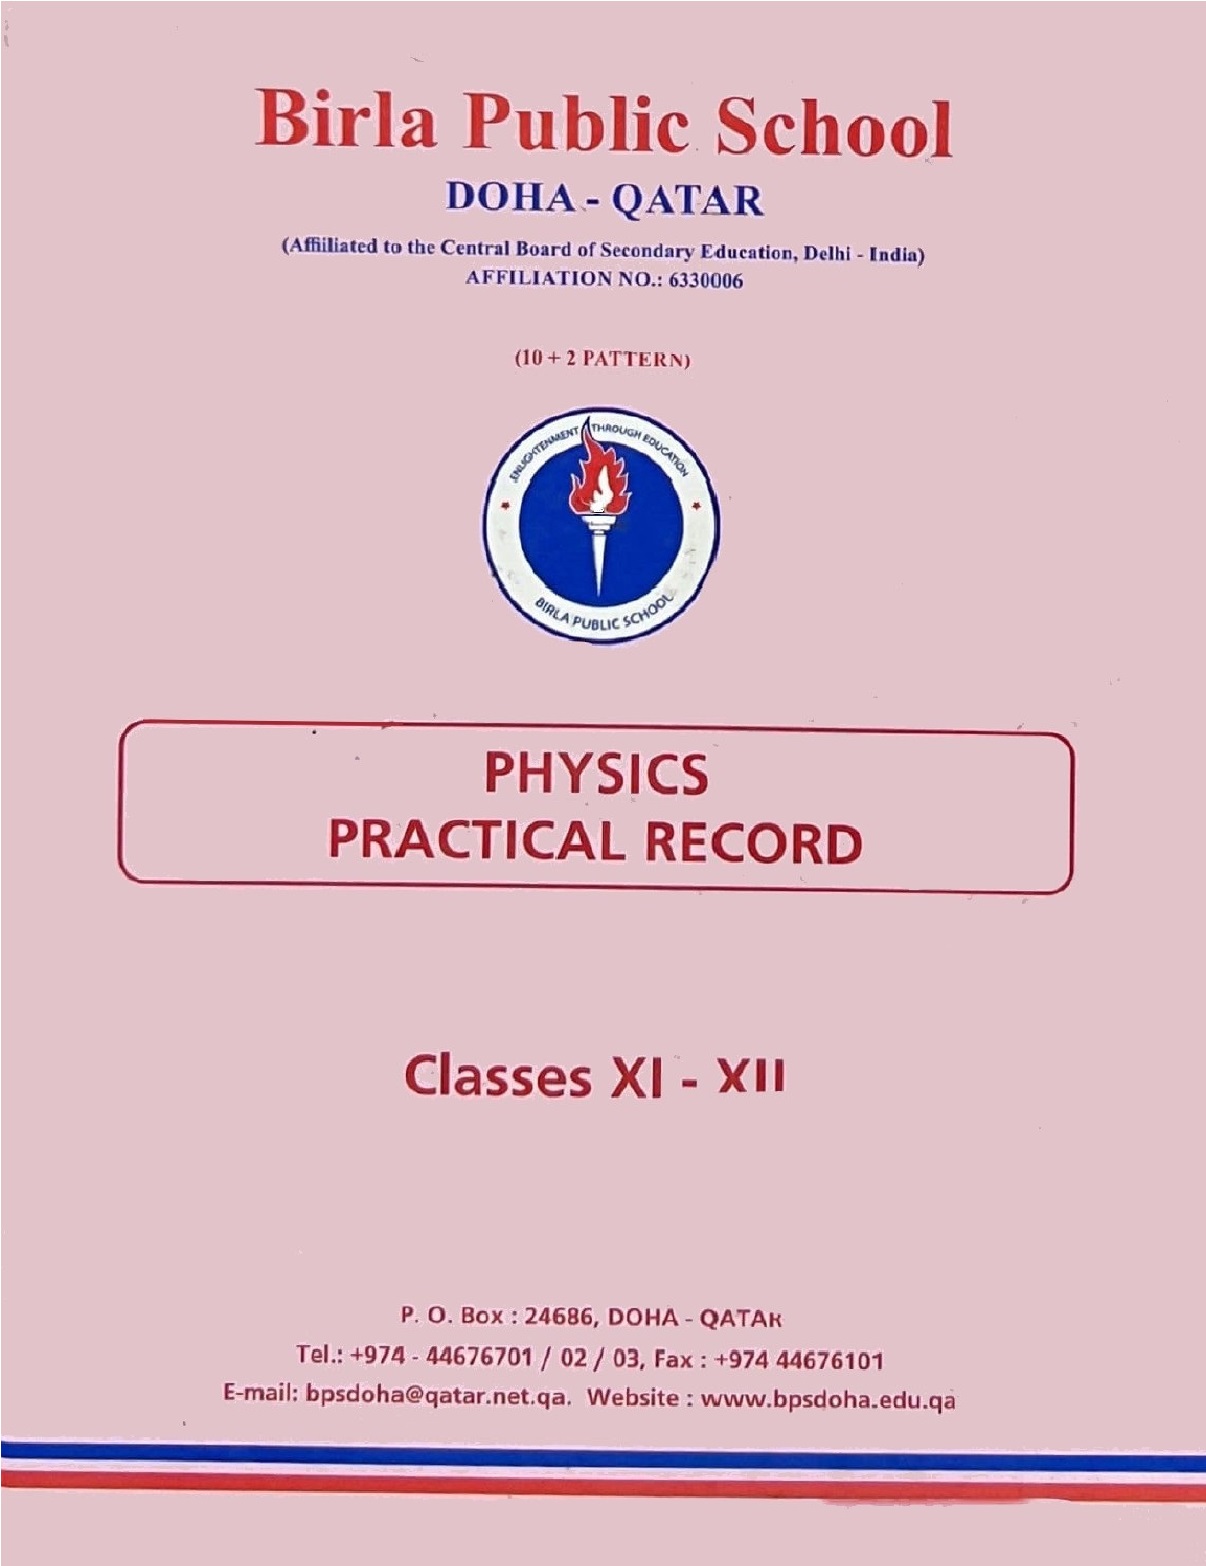 Birla Public School
DOHA - QATAR
(Affiiliated to the Central Board of Secondary Education, Delhi - India)
AFFILIATION NO.: 6330006
(10 + 2 PATTERN)
ENLIGHTENMENT THROUGH EDUCATION
BIRLA PUBLIC SCHOOL
PHYSICS
PRACTICAL RECORD
Classes XI - XII
P. O. Box : 24686, DOHA - QATAR
Tel.: +974 - 44676701 / 02 / 03, Fax : +974 44676101
E-mail: bpsdoha@qatar.net.qa. Website : www.bpsdoha.edu.qa